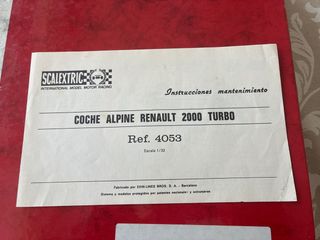 SCALEXTRIC
INTERNATIONAL MODEL MOTOR RACING
Instrucciones mantenimiento
COCHE ALPINE RENAULT 2000 TURBO
Ref. 4053
Escala 1/32
Fabricado por EXIN-LINES BROS. S. A. - Barcelona
Sistema y modelos protegidos por patentes nacionales y extranjeras